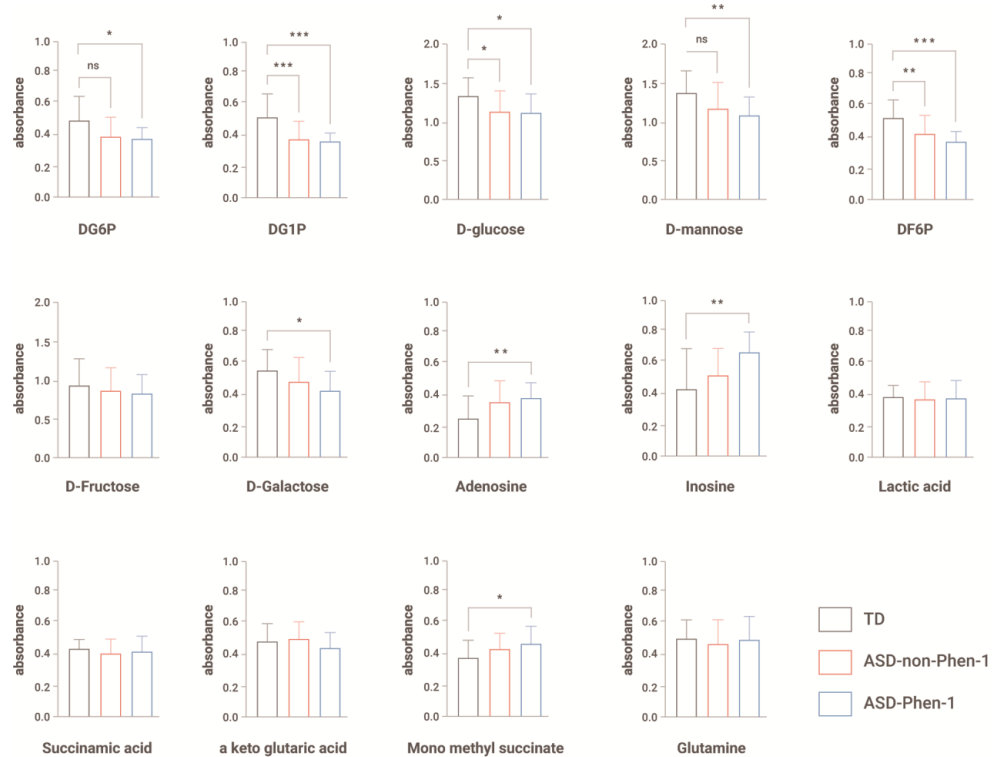 *
ns
1.0
0.8
0.6
0.4
0.2
0.0
absorbance
DG6P
***
***
1.0
0.8
0.6
0.4
0.2
0.0
absorbance
DG1P
*
*
2.0
1.5
1.0
0.5
0.0
absorbance
D-glucose
**
ns
2.0
1.5
1.0
1.5
0.0
absorbance
D-mannose
***
**
1.0
0.8
0.6
0.4
0.2
0.0
absorbance
DF6P
2.0
1.5
1.0
0.5
0.0
absorbance
D-Fructose
*
1.0
0.8
0.6
0.4
0.2
0.0
absorbance
D-Galactose
**
1.0
0.8
0.6
0.4
0.2
0.0
absorbance
Adenosine
**
1.0
0.8
0.6
0.4
0.2
0.0
absorbance
Inosine
1.0
0.8
0.6
0.4
0.2
0.0
absorbance
Lactic acid
1.0
0.8
0.6
0.4
0.2
0.0
absorbance
Succinamic acid
1.0
0.8
0.6
0.4
0.2
0.0
absorbance
a keto glutaric acid
*
1.0
0.8
0.6
0.4
0.2
0.0
absorbance
Mono methyl succinate
1.0
0.8
0.6
0.4
0.2
0.0
absorbance
Glutamine
TD
ASD-non-Phen-1
ASD-Phen-1